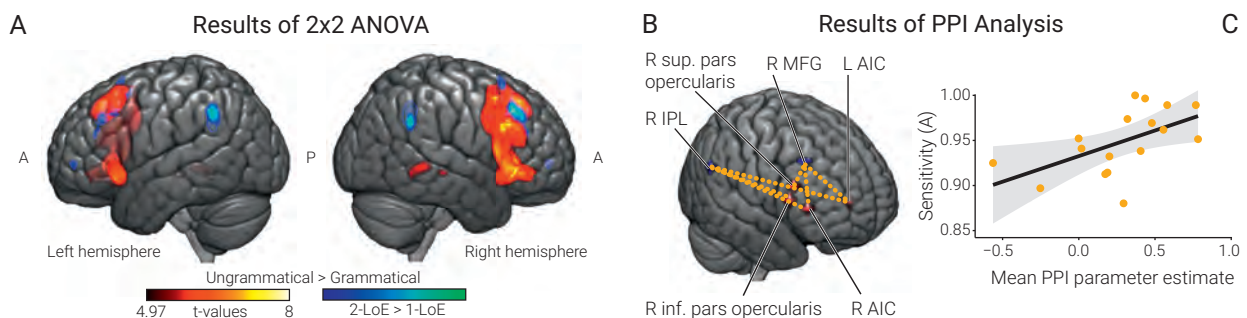 A
Results of 2x2 ANOVA
A
P
A
Left hemisphere
Right hemisphere
Ungrammatical > Grammatical
4.97
t-values
8
2-LoE > 1-LoE
B
Results of PPI Analysis
C
R sup. pars
opercularis
R MFG
L AIC
R IPL
R inf. pars opercularis
R AIC
Sensitivity (A)
1.00
0.95
0.90
0.85
−0.5
0.0
0.5
1.0
Mean PPI parameter estimate